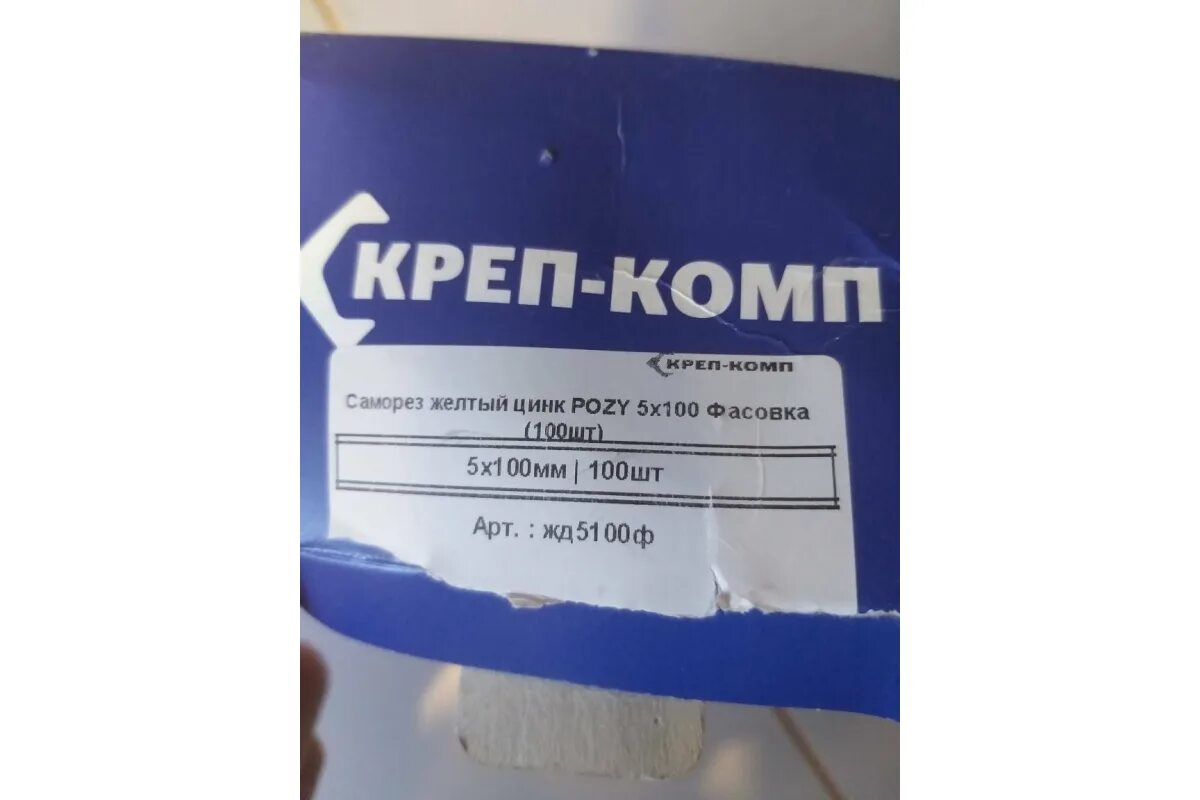 КРЕП-КОМП
КРЕП-КОМП
Саморез желтый цинк POZY 5х100 Фасовка
(100шт)
5х100мм | 100шт
Арт. : жд5100ф